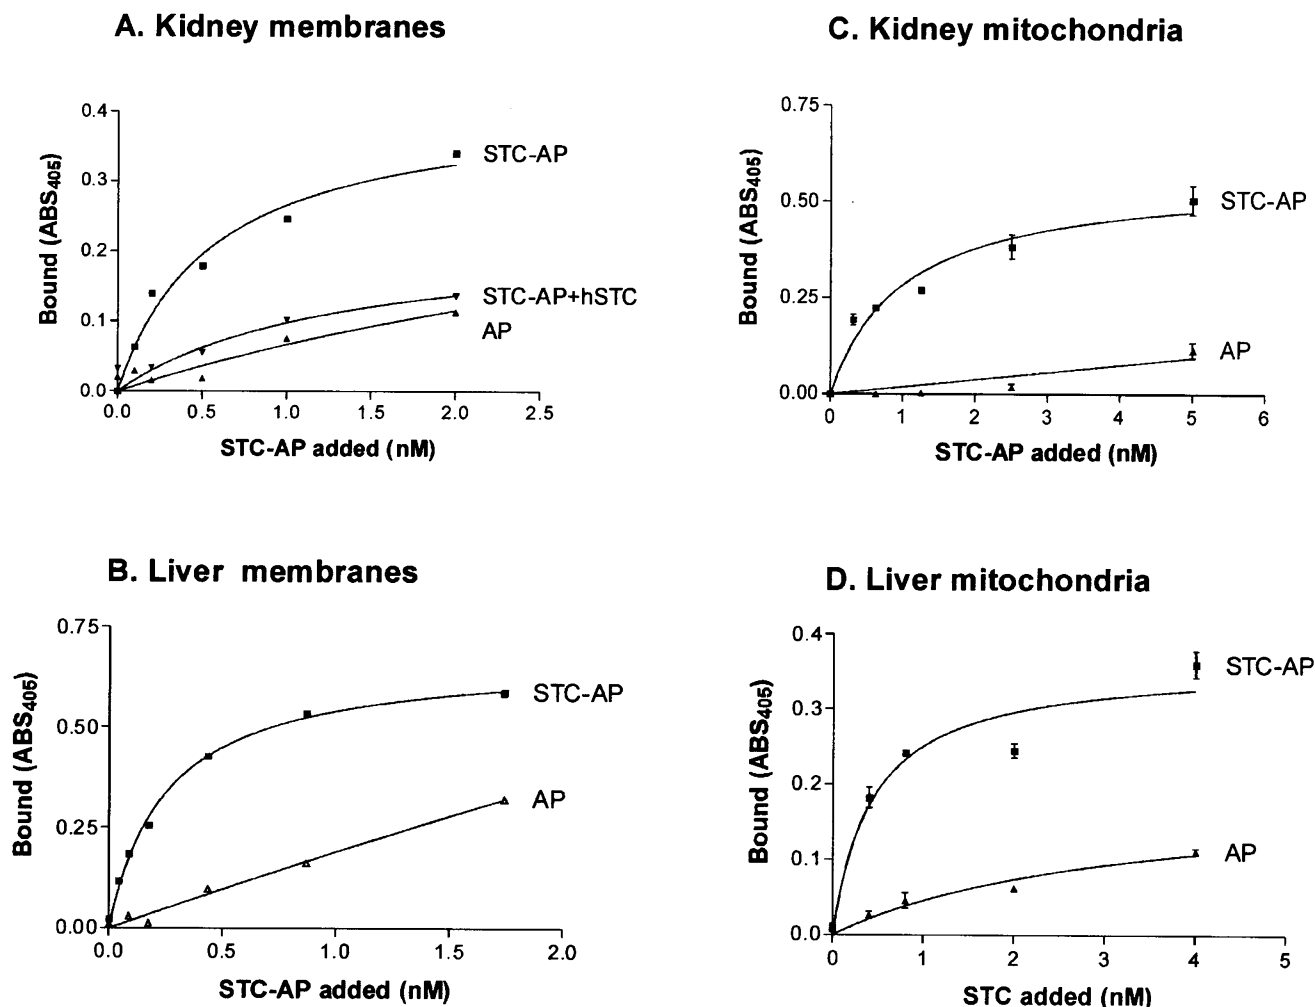 A. Kidney membranes
0.4
0.3
0.2
0.1
0.0
Bound (ABS405)
STC-AP
STC-AP+hSTC
AP
0.0 0.5 1.0 1.5 2.0 2.5
STC-AP added (nM)
C. Kidney mitochondria
0.75
0.50
0.25
0.00
Bound (ABS405)
STC-AP
AP
0 1 2 3 4 5 6
STC-AP added (nM)
B. Liver membranes
0.75
0.50
0.25
0.00
Bound (ABS405)
STC-AP
AP
0.0 0.5 1.0 1.5 2.0
STC-AP added (nM)
D. Liver mitochondria
0.4
0.3
0.2
0.1
0.0
Bound (ABS405)
STC-AP
AP
0 1 2 3 4 5
STC added (nM)